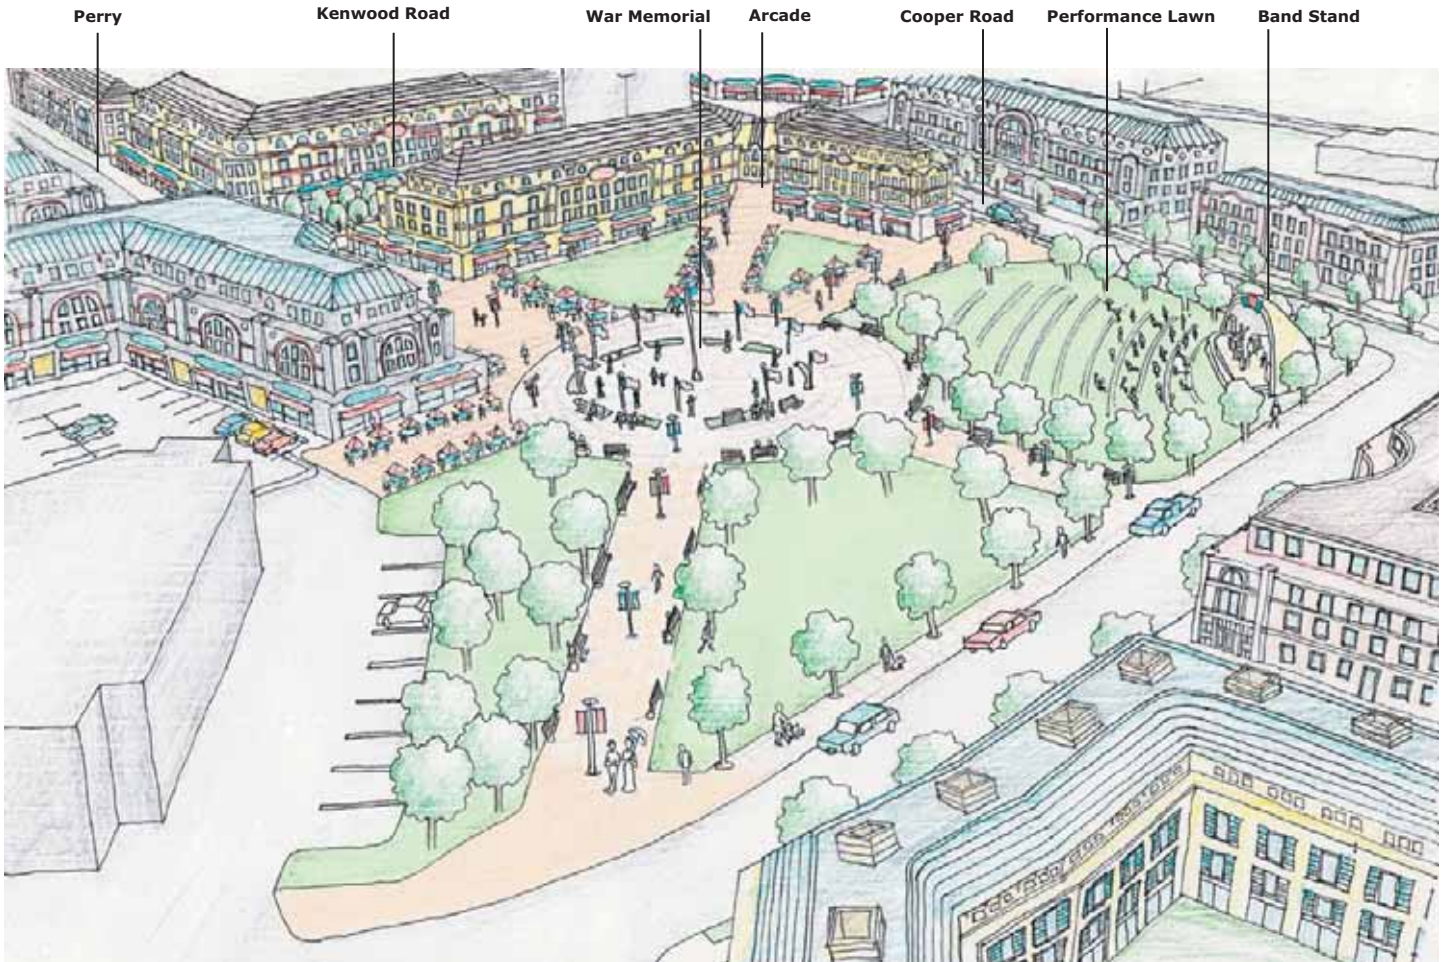 Perry
Kenwood Road
War Memorial
Arcade
Cooper Road
Performance Lawn
Band Stand